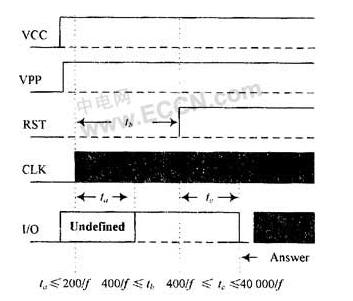 VCC
VPP
中电网
www.ECCN.com
RST
t_b
CLK
t_a
t_c
I/O
Undefined
Answer
t_a ≤ 200/f 400/f ≤ t_b 400/f ≤ t_c ≤ 40 000/f